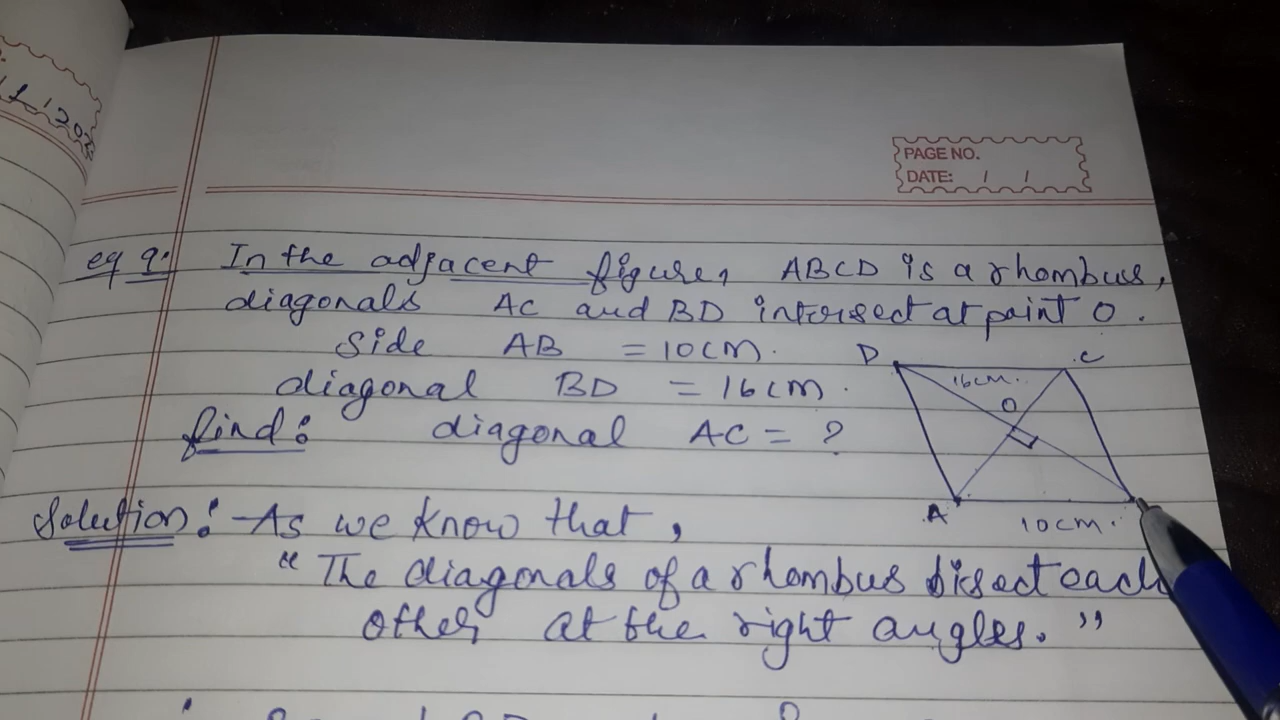 PAGE NO.
DATE: / /
eg 9: In the adjacent figure, ABCD is a rhombus,
diagonals AC and BD intersect at point O.
Side AB = 10cm.
diagonal BD = 16cm.
find: diagonal AC = ?
D C
16cm.
O
A
10cm.
Solution: - As we know that,
"The diagonals of a rhombus bisect each
other at the right angles."